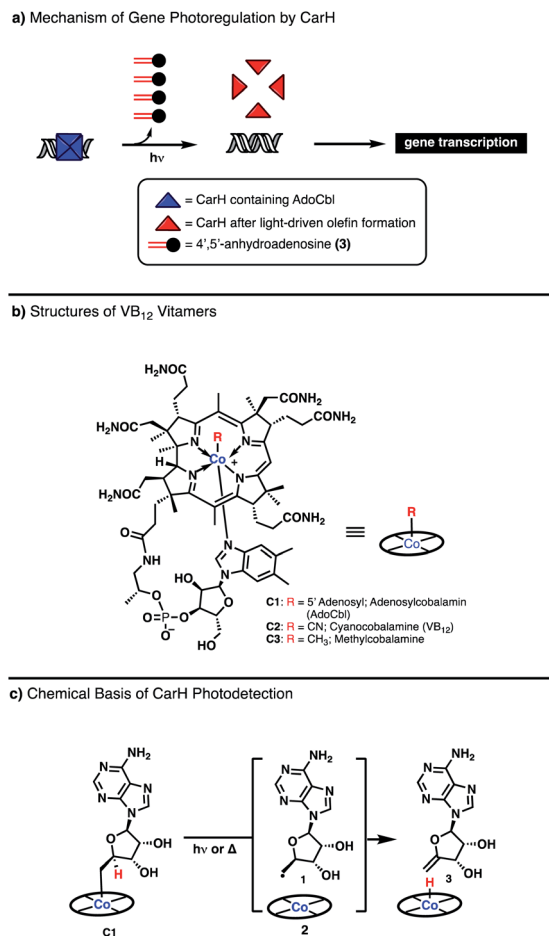 a) Mechanism of Gene Photoregulation by CarH
hν
gene transcription
= CarH containing AdoCbl
= CarH after light-driven olefin formation
= 4',5'-anhydroadenosine (3)
b) Structures of VB12 Vitamers
H2NOC
CONH2
H2NOC
R
CONH2
N
N
Co
+
H
N
N
H2NOC
CONH2
O
NH
N
N
HO
O
O
O=P-O
O−
HO
R
Co
C1: R = 5' Adenosyl; Adenosylcobalamin
(AdoCbl)
C2: R = CN; Cyanocobalamine (VB12)
C3: R = CH3; Methylcobalamine
c) Chemical Basis of CarH Photodetection
NH2
NH2
NH2
N
N
N
N
N
N
N
N
N
N
N
N
O
OH
O
OH
O
OH
H
OH
hν or Δ
OH
1
OH
3
H
Co
Co
Co
C1
2